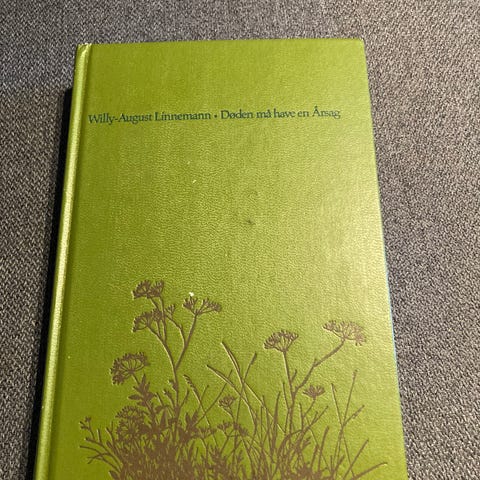 Willy-August Linnemann • Døden må have en Årsag